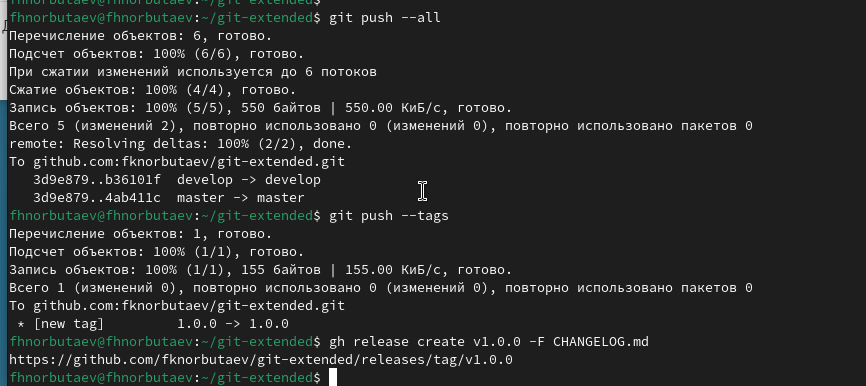 fhnorbutaev@fhnorbutaev:~/git-extended$ git push --all
Перечисление объектов: 6, готово.
Подсчет объектов: 100% (6/6), готово.
При сжатии изменений используется до 6 потоков
Сжатие объектов: 100% (4/4), готово.
Запись объектов: 100% (5/5), 550 байтов | 550.00 КиБ/с, готово.
Всего 5 (изменений 2), повторно использовано 0 (изменений 0), повторно использовано пакетов 0
remote: Resolving deltas: 100% (2/2), done.
To github.com:fknorbutaev/git-extended.git
   3d9e879..b36101f  develop -> develop
   3d9e879..4ab411c  master -> master
fhnorbutaev@fhnorbutaev:~/git-extended$ git push --tags
Перечисление объектов: 1, готово.
Подсчет объектов: 100% (1/1), готово.
Запись объектов: 100% (1/1), 155 байтов | 155.00 КиБ/с, готово.
Всего 1 (изменений 0), повторно использовано 0 (изменений 0), повторно использовано пакетов 0
To github.com:fknorbutaev/git-extended.git
 * [new tag]         1.0.0 -> 1.0.0
fhnorbutaev@fhnorbutaev:~/git-extended$ gh release create v1.0.0 -F CHANGELOG.md
https://github.com/fknorbutaev/git-extended/releases/tag/v1.0.0
fhnorbutaev@fhnorbutaev:~/git-extended$